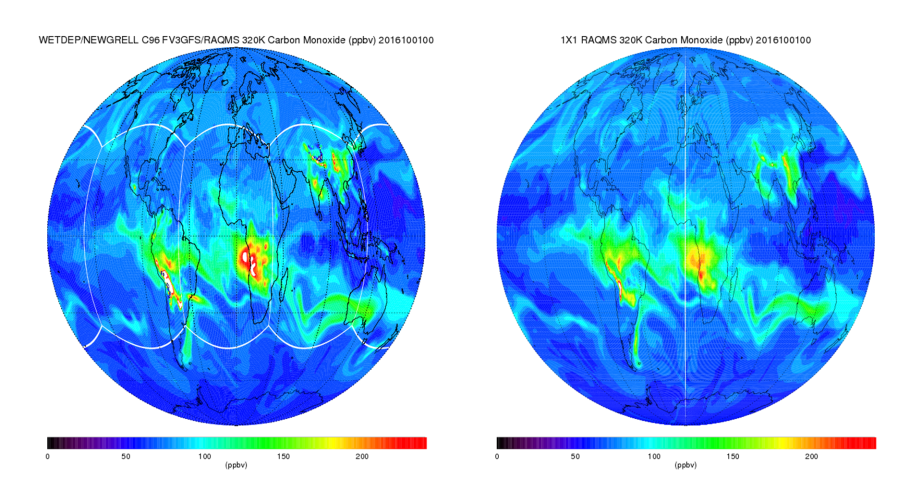 WETDEP/NEWGRELL C96 FV3GFS/RAQMS 320K Carbon Monoxide (ppbv) 2016100100
0 50 100 150 200
(ppbv)
1X1 RAQMS 320K Carbon Monoxide (ppbv) 2016100100
0 50 100 150 200
(ppbv)